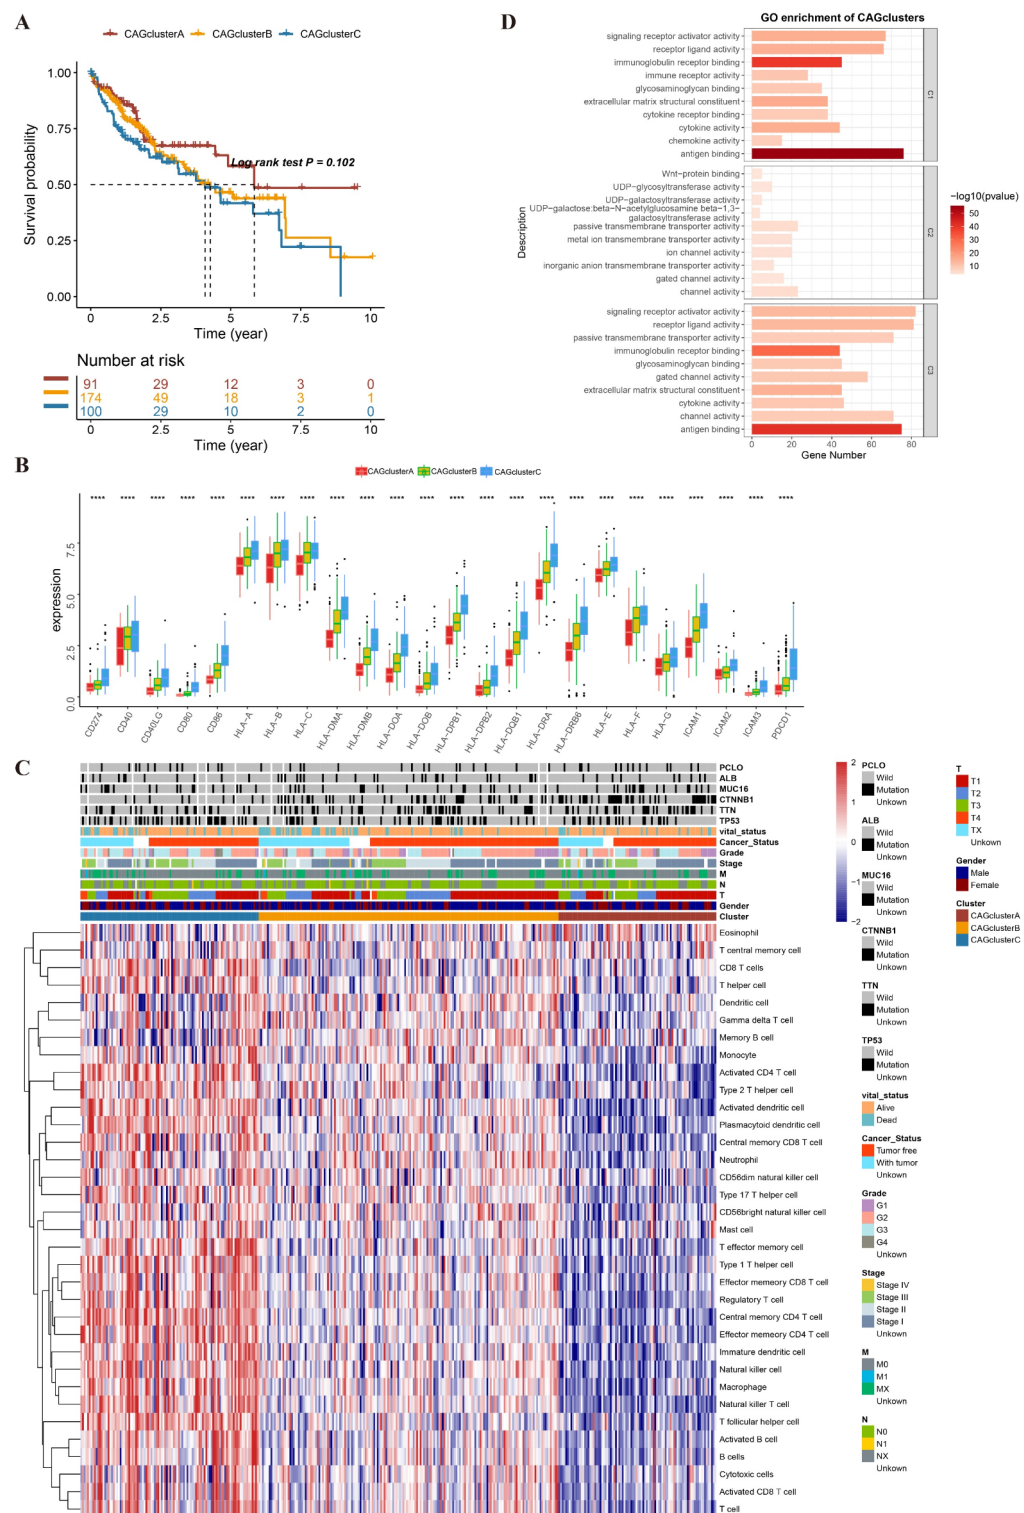 A
CAGclusterA CAGclusterB CAGclusterC
Survival probability
1.00
0.75
0.50
0.25
0.00
Log rank test P = 0.102
0 2.5 5 7.5 10
Time (year)
Number at risk
91 29 12 3 0
174 49 18 3 1
100 29 10 2 0
0 2.5 5 7.5 10
Time (year)
D
GO enrichment of CAGclusters
Description
signaling receptor activator activity
receptor ligand activity
immunoglobulin receptor binding
immune receptor activity
glycosaminoglycan binding
extracellular matrix structural constituent
cytokine receptor binding
cytokine activity
chemokine activity
antigen binding
C1
Wnt-protein binding
UDP-glycosyltransferase activity
UDP-galactosyltransferase activity
UDP-galactose:beta-N-acetylglucosamine beta-1,3-
galactosyltransferase activity
passive transmembrane transporter activity
metal ion transmembrane transporter activity
ion channel activity
inorganic anion transmembrane transporter activity
gated channel activity
channel activity
C2
signaling receptor activator activity
receptor ligand activity
passive transmembrane transporter activity
immunoglobulin receptor binding
glycosaminoglycan binding
gated channel activity
extracellular matrix structural constituent
cytokine activity
channel activity
antigen binding
C3
0 20 40 60 80
Gene Number
-log10(pvalue)
50
40
30
20
10
B
CAGclusterA CAGclusterB CAGclusterC
expression
7.5
5.0
2.5
0.0
**** **** **** **** **** **** **** **** **** **** **** **** **** **** **** **** **** **** **** **** **** **** **** ****
CD274 CD40 CD40LG CD80 CD86 HLA-A HLA-B HLA-C HLA-DMA HLA-DMB HLA-DOA HLA-DOB HLA-DPB1 HLA-DPB2 HLA-DQB1 HLA-DRA HLA-DRB6 HLA-E HLA-F HLA-G ICAM1 ICAM2 ICAM3 PDCD1
C
PCLO
ALB
MUC16
CTNNB1
TTN
TP53
vital_status
Cancer_Status
Grade
Stage
M
N
T
Gender
Cluster
Eosinophil
T central memory cell
CD8 T cells
T helper cell
Dendritic cell
Gamma delta T cell
Memory B cell
Monocyte
Activated CD4 T cell
Type 2 T helper cell
Activated dendritic cell
Plasmacytoid dendritic cell
Central memory CD8 T cell
Neutrophil
CD56dim natural killer cell
Type 17 T helper cell
CD56bright natural killer cell
Mast cell
T effector memory cell
Type 1 T helper cell
Effector memeory CD8 T cell
Regulatory T cell
Central memory CD4 T cell
Effector memeory CD4 T cell
Immature dendritic cell
Natural killer cell
Macrophage
Natural killer T cell
T follicular helper cell
Activated B cell
B cells
Cytotoxic cells
Activated CD8 T cell
T cell
2
1
0
-1
-2
PCLO
Wild
Mutation
Unkown
ALB
Wild
Mutation
Unkown
MUC16
Wild
Mutation
Unkown
CTNNB1
Wild
Mutation
Unkown
TTN
Wild
Mutation
Unkown
TP53
Wild
Mutation
Unkown
vital_status
Alive
Dead
Cancer_Status
Tumor free
With tumor
Unkown
Grade
G1
G2
G3
G4
Unkown
Stage
Stage IV
Stage III
Stage II
Stage I
Unkown
M
M0
M1
MX
Unkown
N
N0
N1
NX
Unkown
T
T1
T2
T3
T4
TX
Unkown
Gender
Male
Female
Cluster
CAGclusterA
CAGclusterB
CAGclusterC